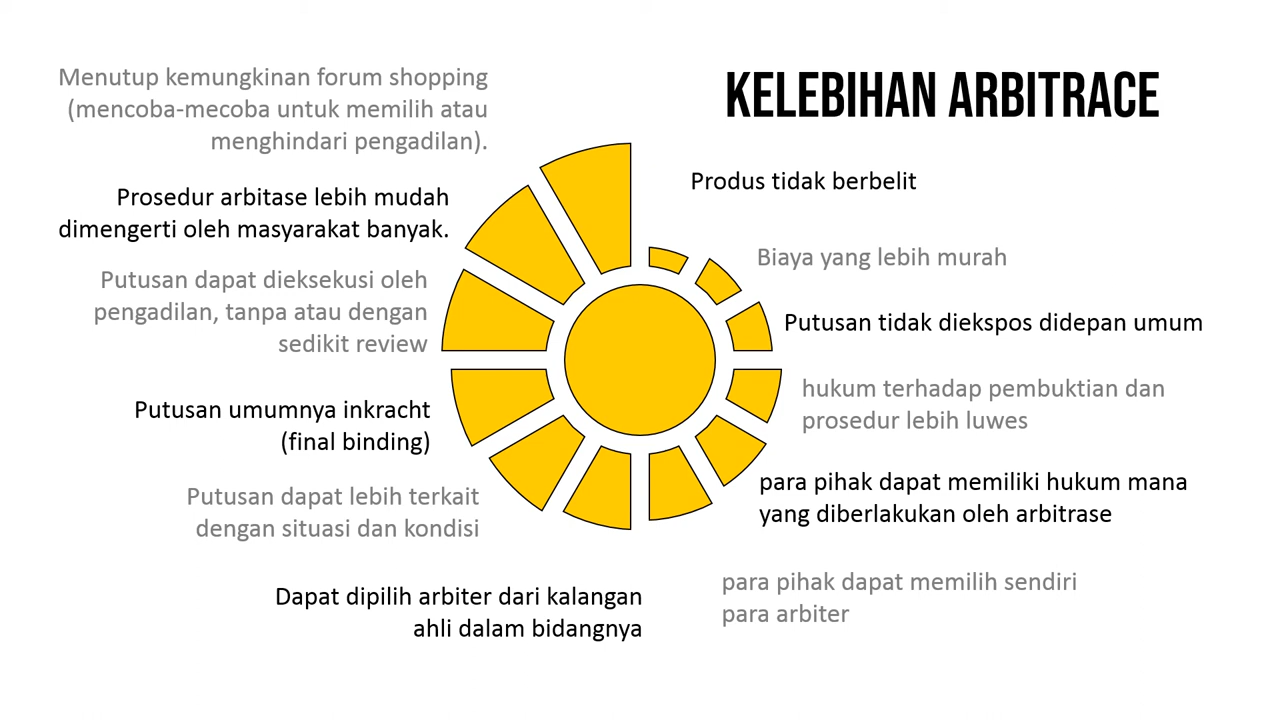 KELEBIHAN ARBITRACE
Produs tidak berbelit
Biaya yang lebih murah
Putusan tidak diekspos didepan umum
hukum terhadap pembuktian dan
prosedur lebih luwes
para pihak dapat memiliki hukum mana
yang diberlakukan oleh arbitrase
para pihak dapat memilih sendiri
para arbiter
Dapat dipilih arbiter dari kalangan
ahli dalam bidangnya
Putusan dapat lebih terkait
dengan situasi dan kondisi
Putusan umumnya inkracht
(final binding)
Putusan dapat dieksekusi oleh
pengadilan, tanpa atau dengan
sedikit review
Prosedur arbitase lebih mudah
dimengerti oleh masyarakat banyak.
Menutup kemungkinan forum shopping
(mencoba-mecoba untuk memilih atau
menghindari pengadilan).